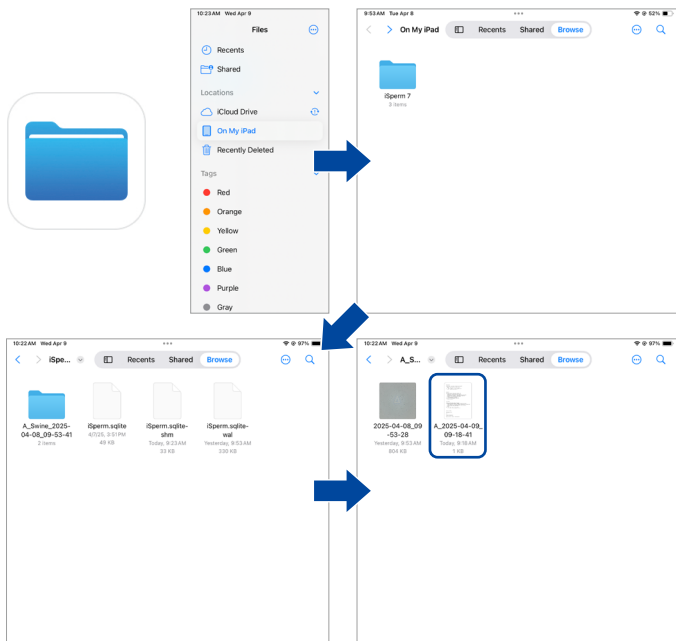 10:23 AM Wed Apr 9
Files
Recents
Shared
Locations
iCloud Drive
On My iPad
Recently Deleted
Tags
Red
Orange
Yellow
Green
Blue
Purple
Gray
9:53 AM Tue Apr 8
52%
On My iPad
Recents Shared Browse
iSperm 7
3 items
10:22 AM Wed Apr 9
97%
iSpe...
Recents Shared Browse
A_Swine_2025-
04-08_09-53-41
2 items
iSperm.sqlite
4/7/25, 3:51 PM
49 KB
iSperm.sqlite-
shm
Today, 9:23 AM
33 KB
iSperm.sqlite-
wal
Yesterday, 9:53 AM
330 KB
10:22 AM Wed Apr 9
97%
A_S...
Recents Shared Browse
2025-04-08_09
-53-28
Yesterday, 9:53 AM
904 KB
A_2025-04-09_
09-18-41
Today, 9:18 AM
1 KB